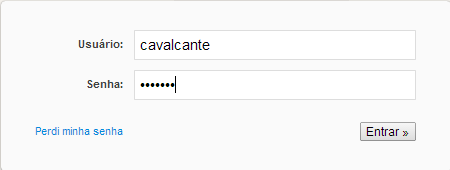 Usuário: cavalcante
Senha: •••••••
Perdi minha senha Entrar »